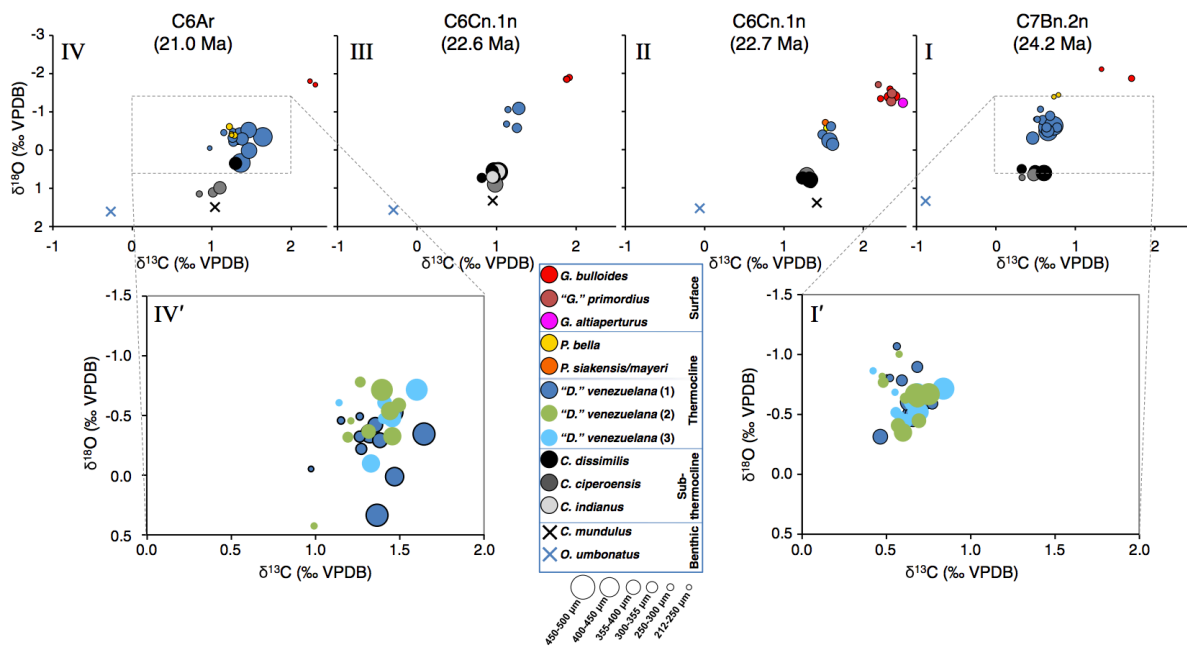 C6Ar
(21.0 Ma)
C6Cn.1n
(22.6 Ma)
C6Cn.1n
(22.7 Ma)
C7Bn.2n
(24.2 Ma)
IV
III
II
I
δ18O (‰ VPDB)
-3
-2
-1
0
1
2
-1 0 1 2
-1 0 1 2
-1 0 1 2
-1 0 1 2
δ13C (‰ VPDB)
δ13C (‰ VPDB)
δ13C (‰ VPDB)
δ13C (‰ VPDB)
IV′
δ18O (‰ VPDB)
-1.5
-1.0
-0.5
0.0
0.5
0.0 0.5 1.0 1.5 2.0
δ13C (‰ VPDB)
G. bulloides
"G." primordius
G. altiaperturus
Surface
P. bella
P. siakensis/mayeri
"D." venezuelana (1)
"D." venezuelana (2)
"D." venezuelana (3)
Thermocline
C. dissimilis
C. ciperoensis
C. indianus
Sub-
thermocline
C. mundulus
O. umbonatus
Benthic
450-500 μm
400-450 μm
355-400 μm
300-355 μm
250-300 μm
212-250 μm
I′
δ18O (‰ VPDB)
-1.5
-1.0
-0.5
0.0
0.5
0.0 0.5 1.0 1.5 2.0
δ13C (‰ VPDB)